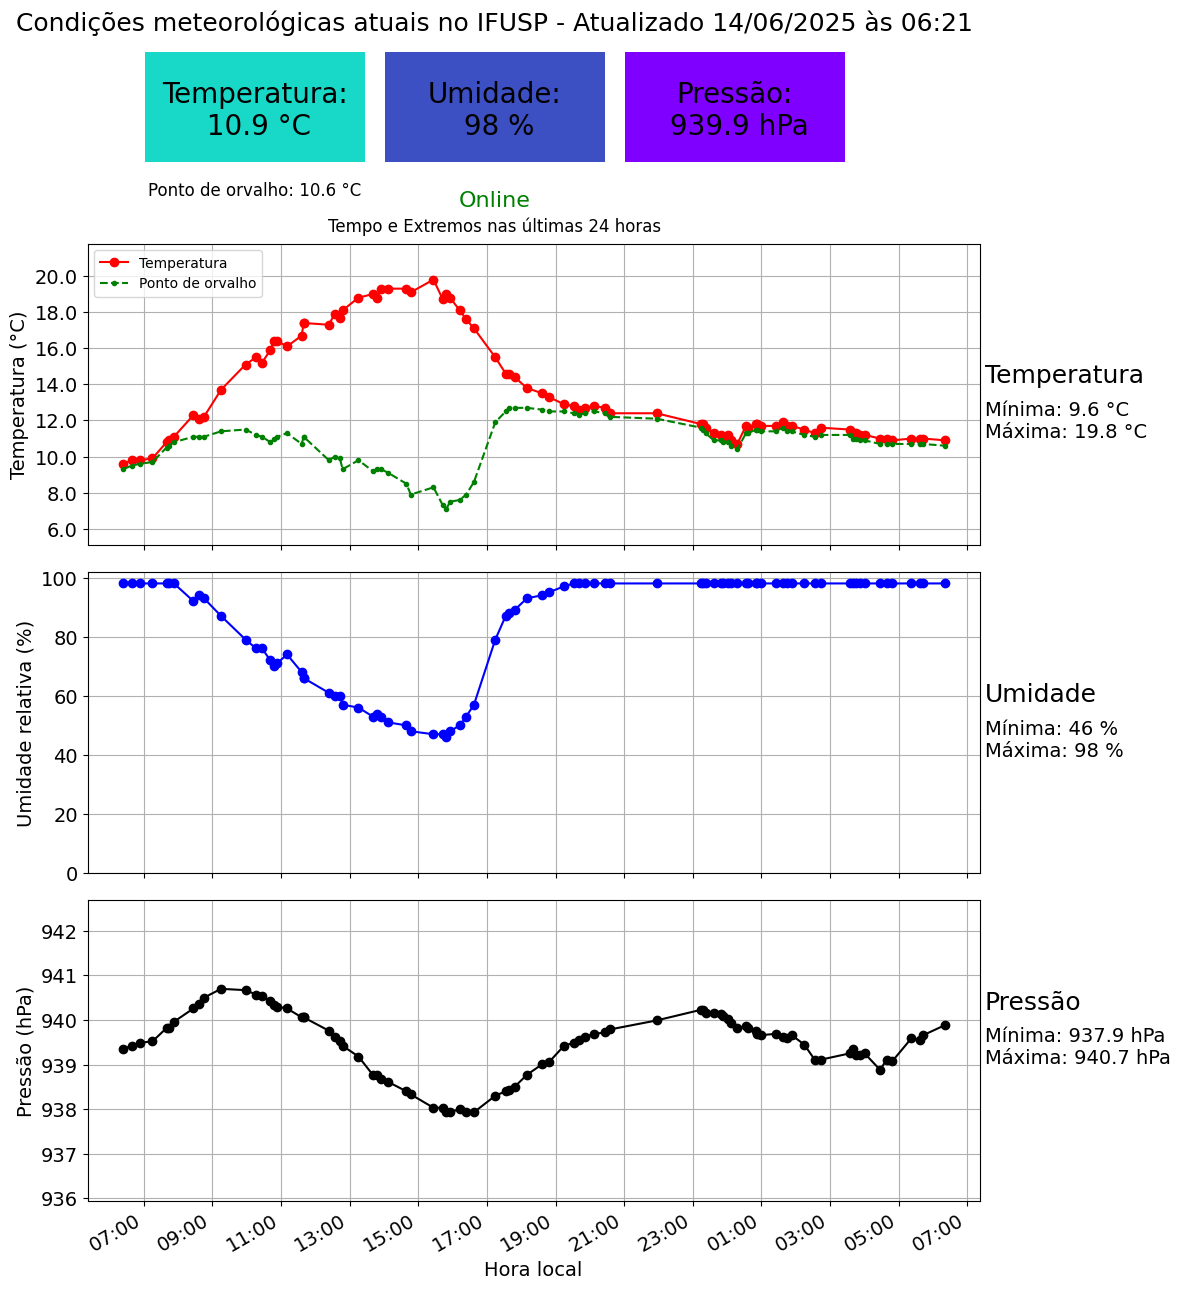 Condições meteorológicas atuais no IFUSP - Atualizado 14/06/2025 às 06:21
Temperatura:
10.9 °C
Umidade:
98 %
Pressão:
939.9 hPa
Ponto de orvalho: 10.6 °C
Online
Tempo e Extremos nas últimas 24 horas
Temperatura
Ponto de orvalho
Temperatura (°C)
20.0
18.0
16.0
14.0
12.0
10.0
8.0
6.0
Temperatura
Mínima: 9.6 °C
Máxima: 19.8 °C
Umidade relativa (%)
100
80
60
40
20
0
Umidade
Mínima: 46 %
Máxima: 98 %
Pressão (hPa)
942
941
940
939
938
937
936
Pressão
Mínima: 937.9 hPa
Máxima: 940.7 hPa
07:00 09:00 11:00 13:00 15:00 17:00 19:00 21:00 23:00 01:00 03:00 05:00 07:00
Hora local